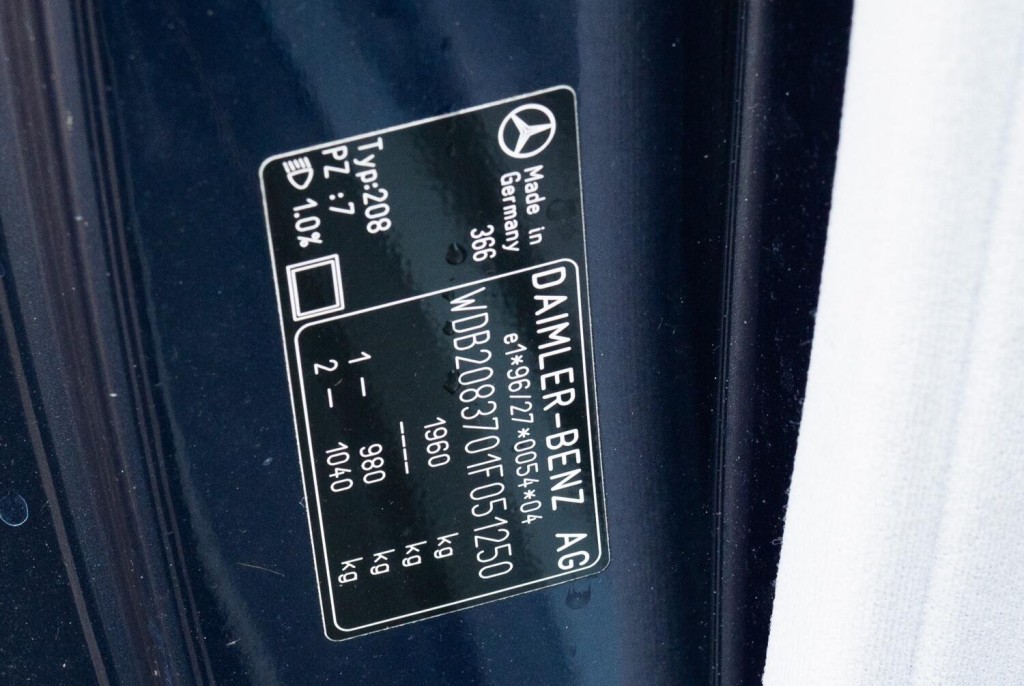 Made in
Germany
366
Typ:208
PZ :7
1.0%
DAIMLER-BENZ AG
e1*96/27*0054*04
WDB2083701F051250
1960 kg
---- kg
1 - 980 kg
2 - 1040 kg